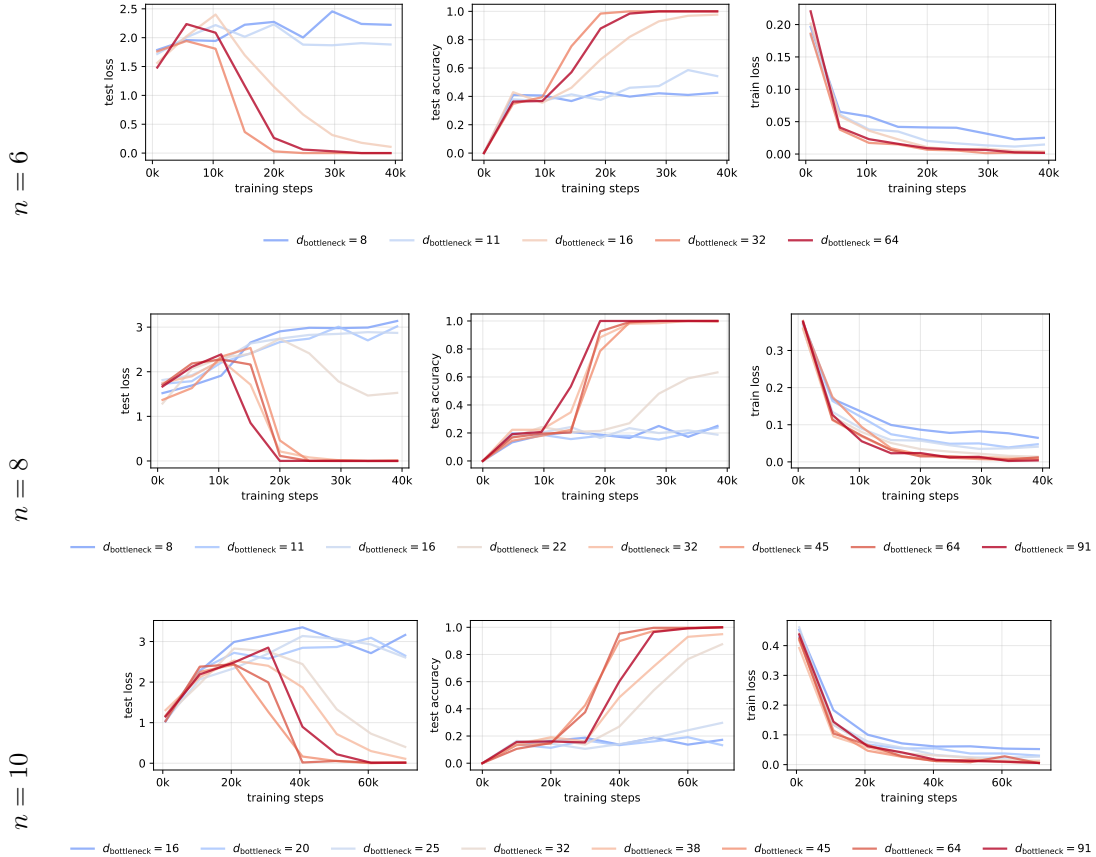 n = 6
2.5
2.0
1.5
1.0
0.5
0.0
test loss
0k 10k 20k 30k 40k
training steps
1.0
0.8
0.6
0.4
0.2
0.0
test accuracy
0k 10k 20k 30k 40k
training steps
0.20
0.15
0.10
0.05
0.00
train loss
0k 10k 20k 30k 40k
training steps
d_bottleneck = 8 d_bottleneck = 11 d_bottleneck = 16 d_bottleneck = 32 d_bottleneck = 64
n = 8
3
2
1
0
test loss
0k 10k 20k 30k 40k
training steps
1.0
0.8
0.6
0.4
0.2
0.0
test accuracy
0k 10k 20k 30k 40k
training steps
0.3
0.2
0.1
0.0
train loss
0k 10k 20k 30k 40k
training steps
d_bottleneck = 8 d_bottleneck = 11 d_bottleneck = 16 d_bottleneck = 22 d_bottleneck = 32 d_bottleneck = 45 d_bottleneck = 64 d_bottleneck = 91
n = 10
3
2
1
0
test loss
0k 20k 40k 60k
training steps
1.0
0.8
0.6
0.4
0.2
0.0
test accuracy
0k 20k 40k 60k
training steps
0.4
0.3
0.2
0.1
0.0
train loss
0k 20k 40k 60k
training steps
d_bottleneck = 16 d_bottleneck = 20 d_bottleneck = 25 d_bottleneck = 32 d_bottleneck = 38 d_bottleneck = 45 d_bottleneck = 64 d_bottleneck = 91